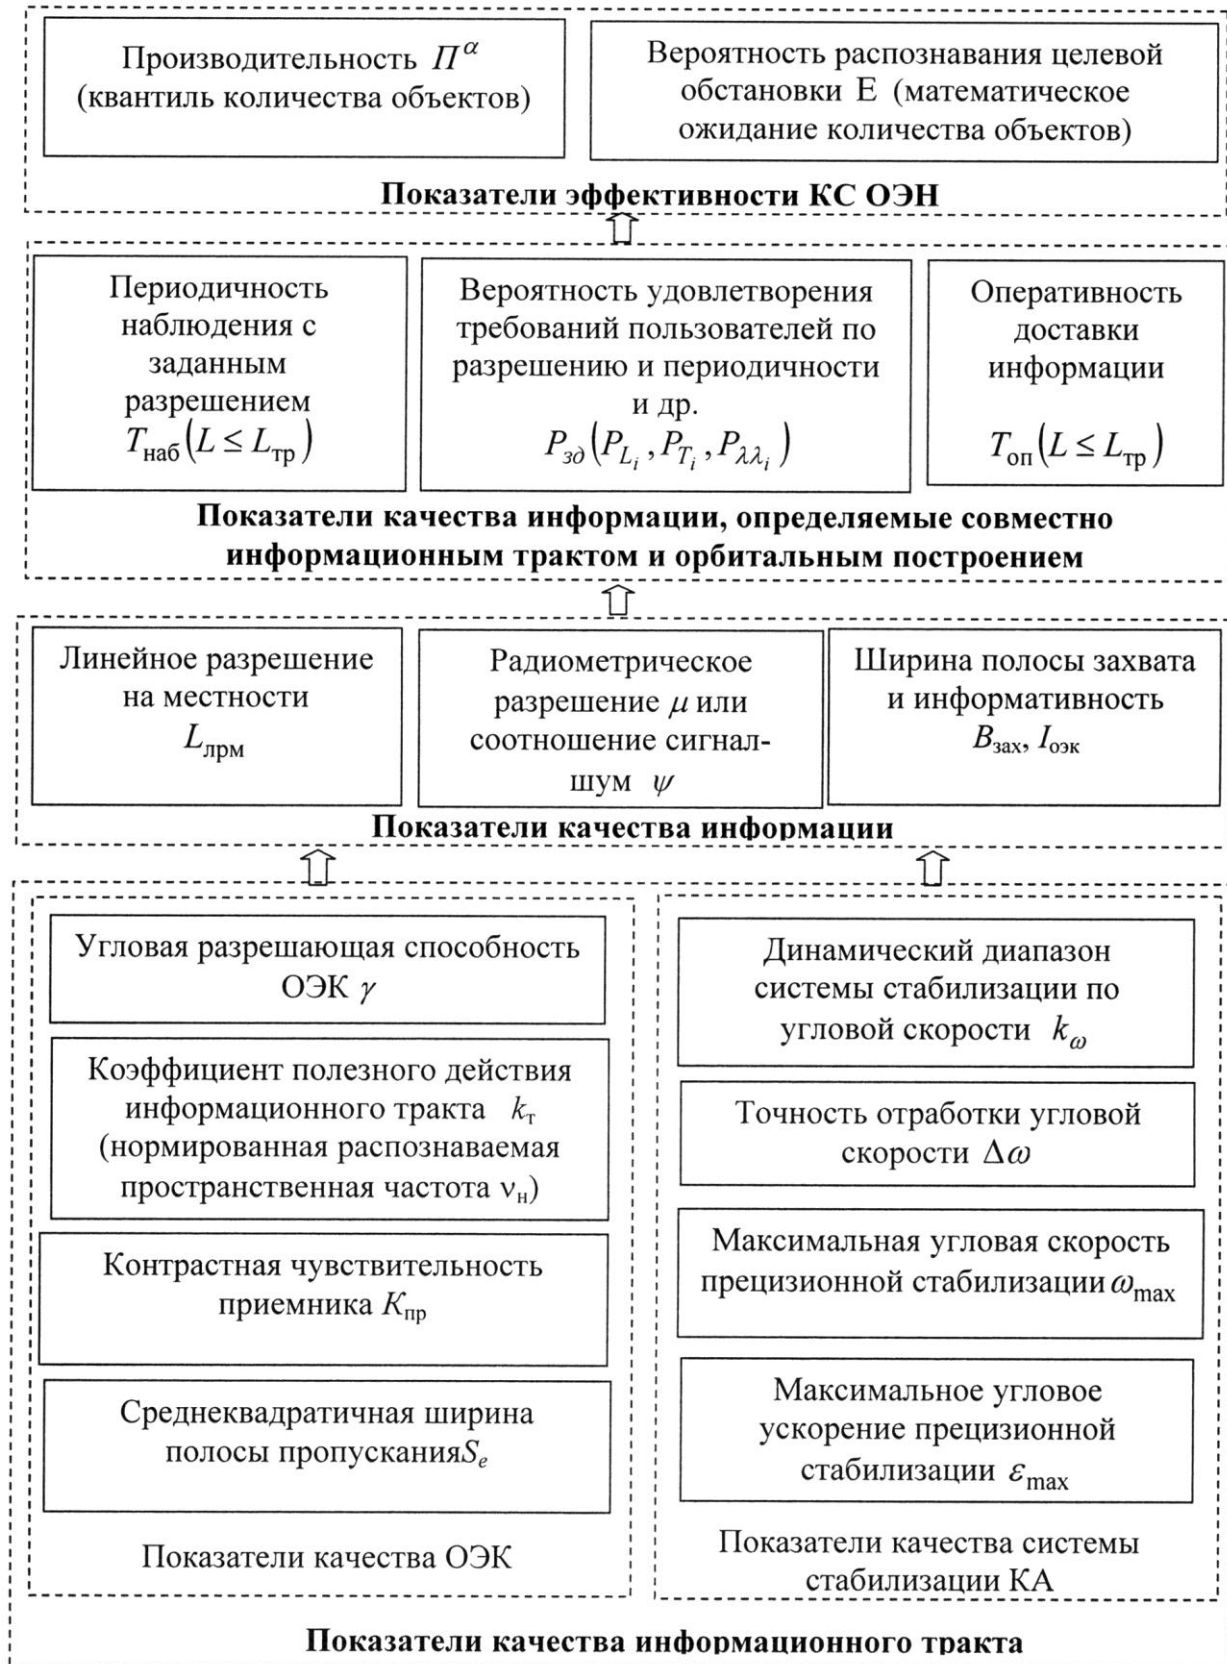 Производительность П^α
(квантиль количества объектов)
Вероятность распознавания целевой
обстановки E (математическое
ожидание количества объектов)
Показатели эффективности КС ОЭН
Периодичность
наблюдения с
заданным
разрешением
T_наб(L ≤ L_тр)
Вероятность удовлетворения
требований пользователей по
разрешению и периодичности
и др.
P_зд(P_{L_i}, P_{T_i}, P_{λλ_i})
Оперативность
доставки
информации
T_оп(L ≤ L_тр)
Показатели качества информации, определяемые совместно
информационным трактом и орбитальным построением
Линейное разрешение
на местности
L_лрм
Радиометрическое
разрешение μ или
соотношение сигнал-
шум ψ
Ширина полосы захвата
и информативность
B_зах, I_оэк
Показатели качества информации
Угловая разрешающая способность
ОЭК γ
Коэффициент полезного действия
информационного тракта k_т
(нормированная распознаваемая
пространственная частота ν_н)
Контрастная чувствительность
приемника K_пр
Среднеквадратичная ширина
полосы пропускания S_e
Показатели качества ОЭК
Динамический диапазон
системы стабилизации по
угловой скорости k_ω
Точность отработки угловой
скорости Δω
Максимальная угловая скорость
прецизионной стабилизации ω_max
Максимальное угловое
ускорение прецизионной
стабилизации ε_max
Показатели качества системы
стабилизации КА
Показатели качества информационного тракта